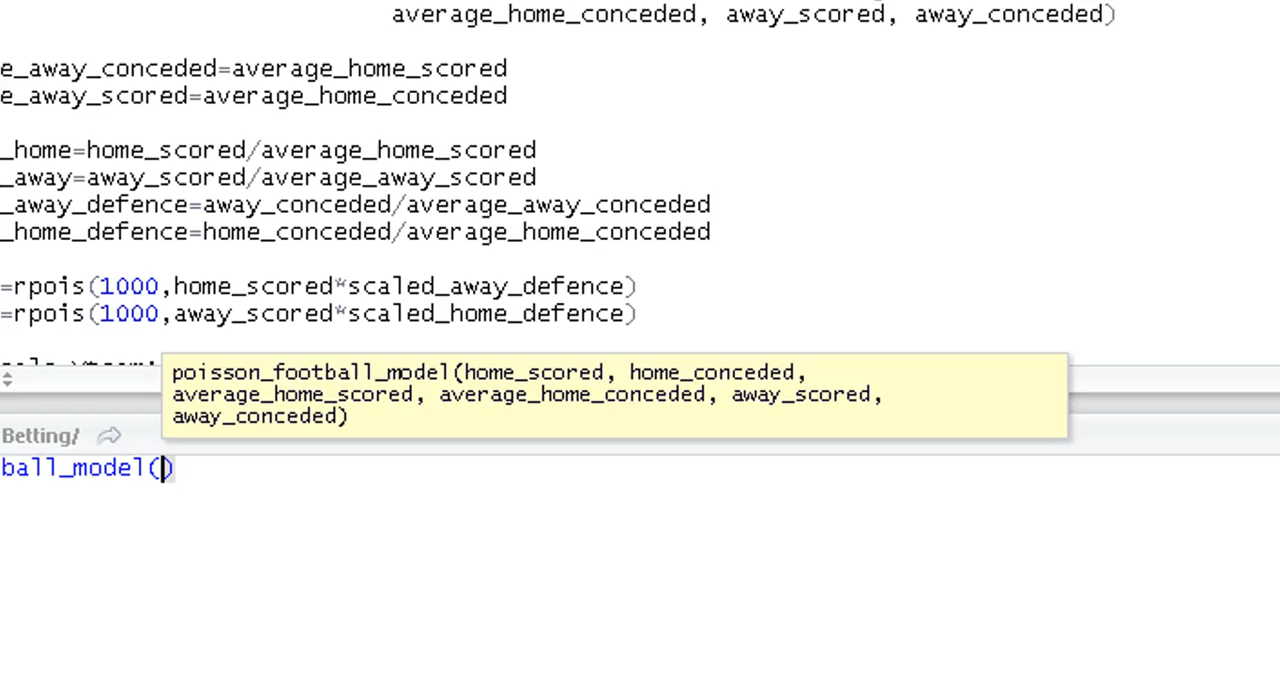 average_home_conceded, away_scored, away_conceded)
e_away_conceded=average_home_scored
e_away_scored=average_home_conceded
_home=home_scored/average_home_scored
_away=away_scored/average_away_scored
_away_defence=away_conceded/average_away_conceded
_home_defence=home_conceded/average_home_conceded
=rpois(1000,home_scored*scaled_away_defence)
=rpois(1000,away_scored*scaled_home_defence)
poisson_football_model(home_scored, home_conceded,
average_home_scored, average_home_conceded, away_scored,
away_conceded)
Betting/
ball_model()